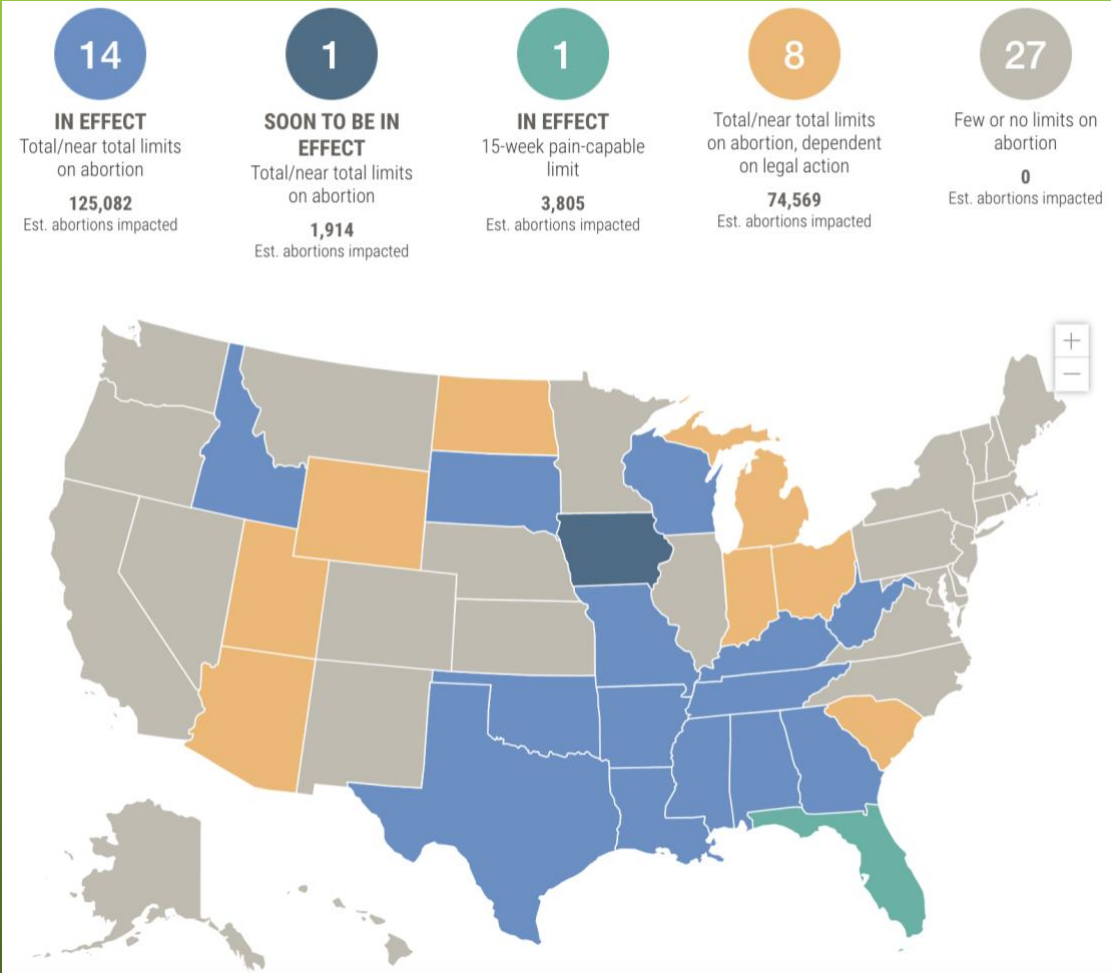 14
IN EFFECT
Total/near total limits
on abortion
125,082
Est. abortions impacted
1
SOON TO BE IN
EFFECT
Total/near total limits
on abortion
1,914
Est. abortions impacted
1
IN EFFECT
15-week pain-capable
limit
3,805
Est. abortions impacted
8
Total/near total limits
on abortion, dependent
on legal action
74,569
Est. abortions impacted
27
Few or no limits on
abortion
0
Est. abortions impacted
+
−